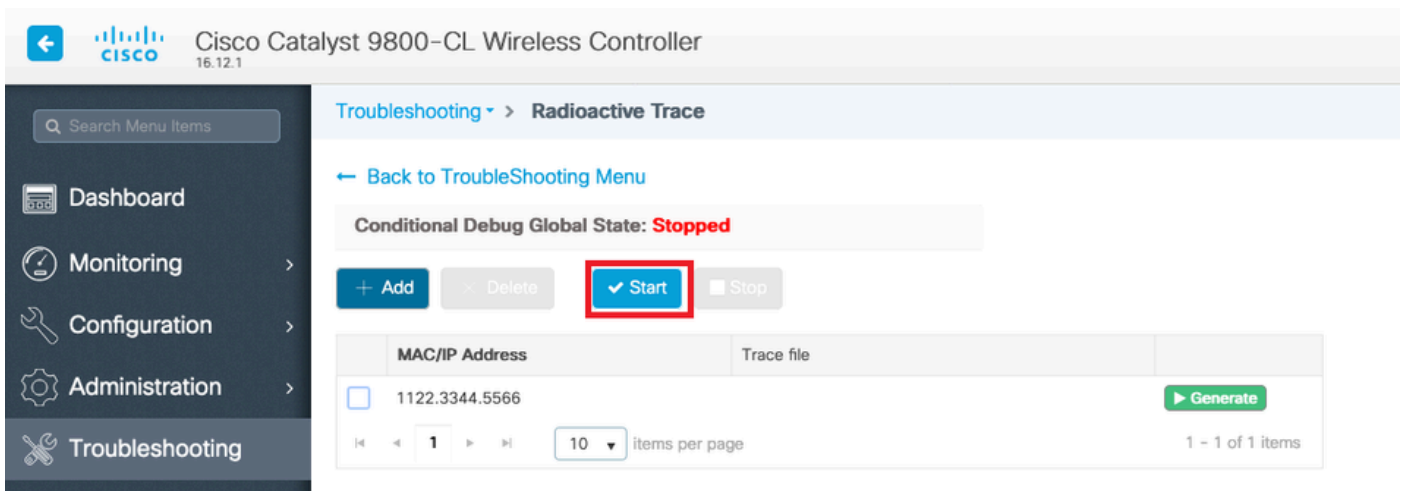 CISCO
Cisco Catalyst 9800-CL Wireless Controller
16.12.1
Search Menu Items
Dashboard
Monitoring
Configuration
Administration
Troubleshooting
Troubleshooting > Radioactive Trace
← Back to TroubleShooting Menu
Conditional Debug Global State: Stopped
+ Add × Delete ✔ Start Stop
MAC/IP Address Trace file
1122.3344.5566 Generate
1 10 items per page 1 - 1 of 1 items